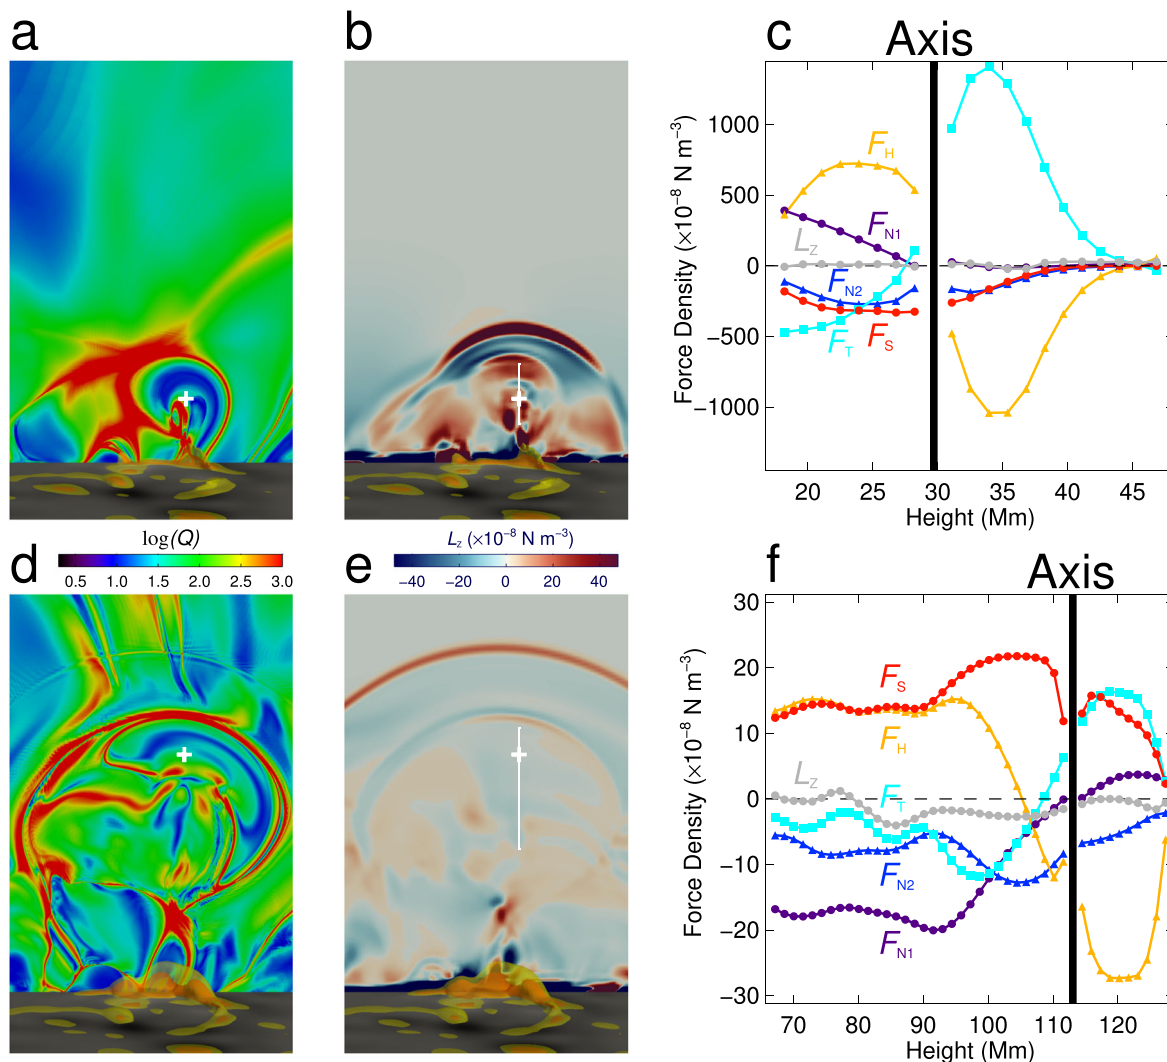 a
b
c
Axis
Force Density (×10⁻⁸ N m⁻³)
1000
500
0
−500
−1000
F_H
F_N1
L_Z
F_N2
F_T
F_S
20 25 30 35 40 45
Height (Mm)
d
log(Q)
0.5 1.0 1.5 2.0 2.5 3.0
e
L_z (×10⁻⁸ N m⁻³)
−40 −20 0 20 40
f
Axis
Force Density (×10⁻⁸ N m⁻³)
30
20
10
0
−10
−20
−30
F_S
F_H
L_Z
F_T
F_N2
F_N1
70 80 90 100 110 120
Height (Mm)